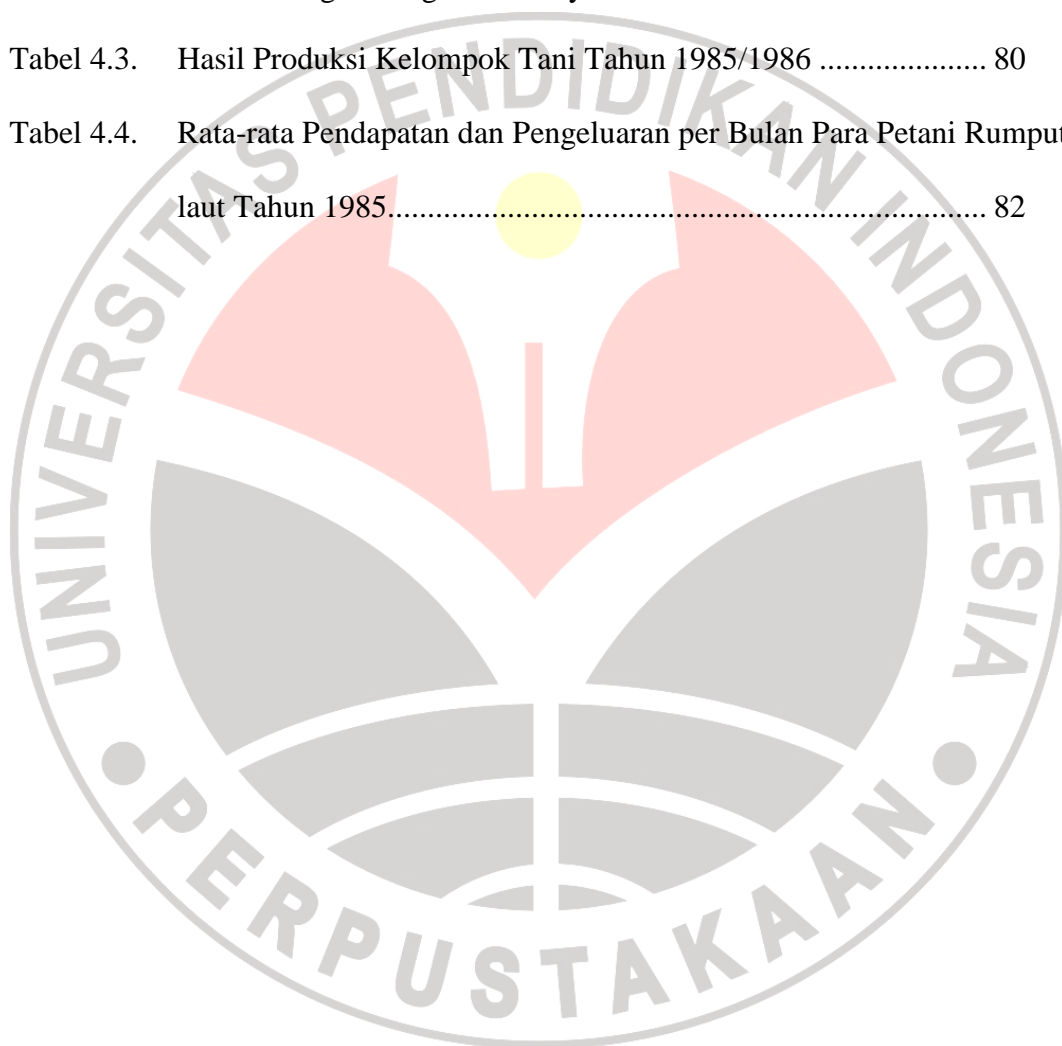 Tabel 4.3. Hasil Produksi Kelompok Tani Tahun 1985/1986 ..................... 80
Tabel 4.4. Rata-rata Pendapatan dan Pengeluaran per Bulan Para Petani Rumput
laut Tahun 1985........................................................................... 82
UNIVERSITAS PENDIDIKAN INDONESIA
PERPUSTAKAAN